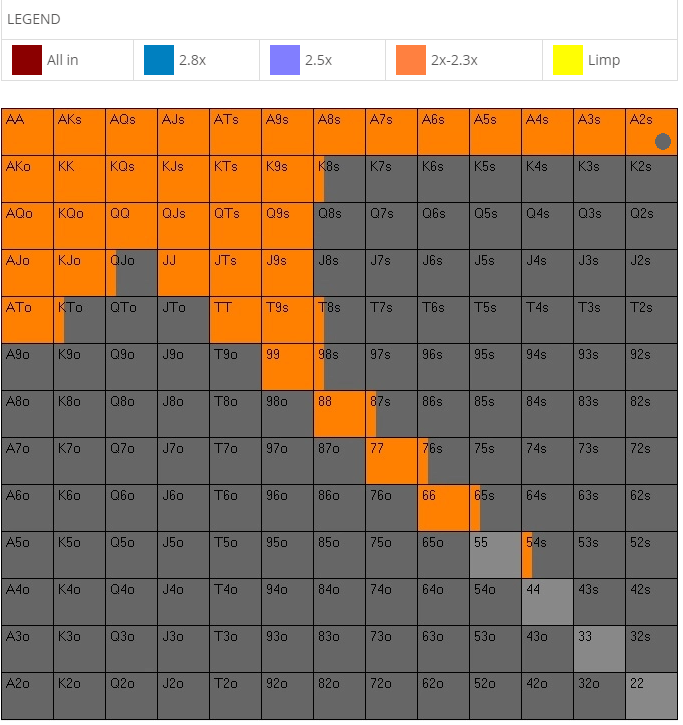 LEGEND
All in 2.8x 2.5x 2x-2.3x Limp
AA AKs AQs AJs ATs A9s A8s A7s A6s A5s A4s A3s A2s
AKo KK KQs KJs KTs K9s K8s K7s K6s K5s K4s K3s K2s
AQo KQo QQ QJs QTs Q9s Q8s Q7s Q6s Q5s Q4s Q3s Q2s
AJo KJo QJo JJ JTs J9s J8s J7s J6s J5s J4s J3s J2s
ATo KTo QTo JTo TT T9s T8s T7s T6s T5s T4s T3s T2s
A9o K9o Q9o J9o T9o 99 98s 97s 96s 95s 94s 93s 92s
A8o K8o Q8o J8o T8o 98o 88 87s 86s 85s 84s 83s 82s
A7o K7o Q7o J7o T7o 97o 87o 77 76s 75s 74s 73s 72s
A6o K6o Q6o J6o T6o 96o 86o 76o 66 65s 64s 63s 62s
A5o K5o Q5o J5o T5o 95o 85o 75o 65o 55 54s 53s 52s
A4o K4o Q4o J4o T4o 94o 84o 74o 64o 54o 44 43s 42s
A3o K3o Q3o J3o T3o 93o 83o 73o 63o 53o 43o 33 32s
A2o K2o Q2o J2o T2o 92o 82o 72o 62o 52o 42o 32o 22